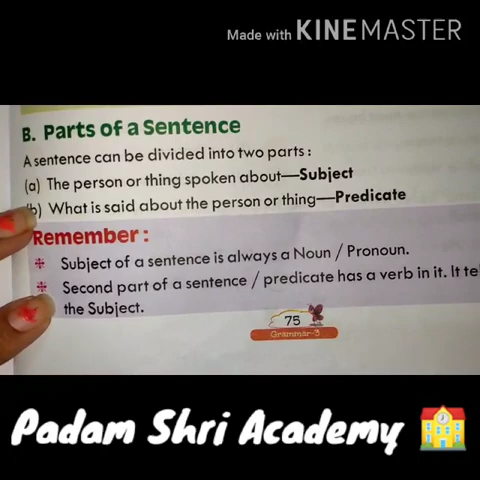 Made with KINEMASTER
B. Parts of a Sentence
A sentence can be divided into two parts :
(a) The person or thing spoken about—Subject
(b) What is said about the person or thing—Predicate
Remember :
Subject of a sentence is always a Noun / Pronoun.
Second part of a sentence / predicate has a verb in it. It
the Subject.
75
Grammar-3
Padam Shri Academy